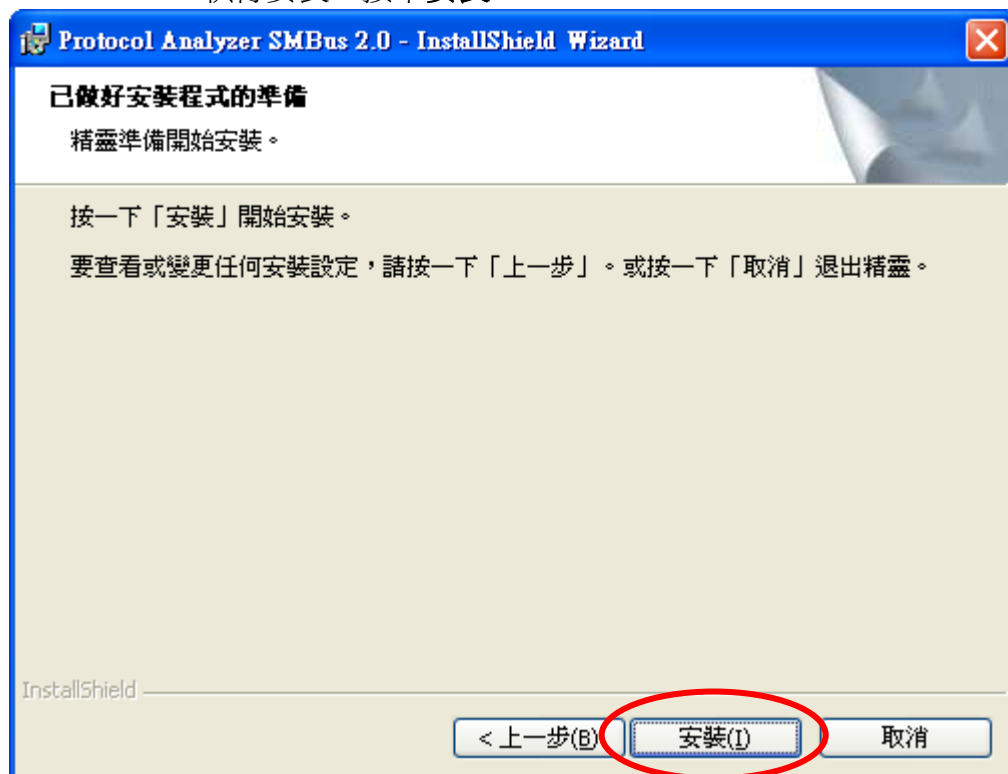 Protocol Analyzer SMBus 2.0 - InstallShield Wizard
已做好安裝程式的準備
精靈準備開始安裝。
按一下「安裝」開始安裝。
要查看或變更任何安裝設定，請按一下「上一步」。或按一下「取消」退出精靈。
InstallShield
< 上一步(B) 安裝(I) 取消